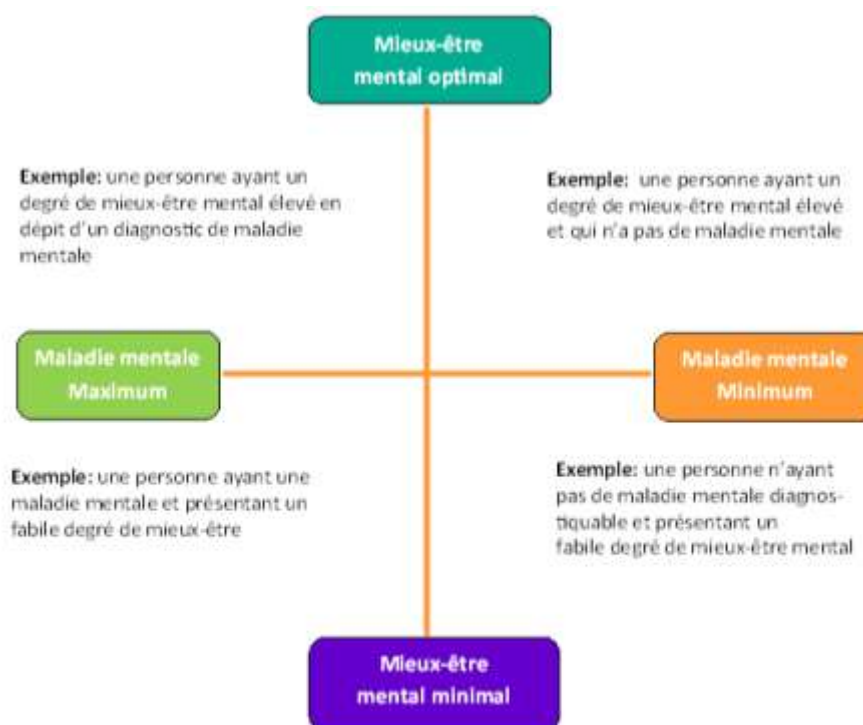 Mieux-être
mental optimal
Exemple: une personne ayant un
degré de mieux-être mental élevé en
dépit d'un diagnostic de maladie
mentale
Exemple: une personne ayant un
degré de mieux-être mental élevé
et qui n'a pas de maladie mentale
Maladie mentale
Maximum
Maladie mentale
Minimum
Exemple: une personne ayant une
maladie mentale et présentant un
fabile degré de mieux-être
Exemple: une personne n'ayant
pas de maladie mentale diagnos-
tiquable et présentant un
fabile degré de mieux-être mental
Mieux-être
mental minimal